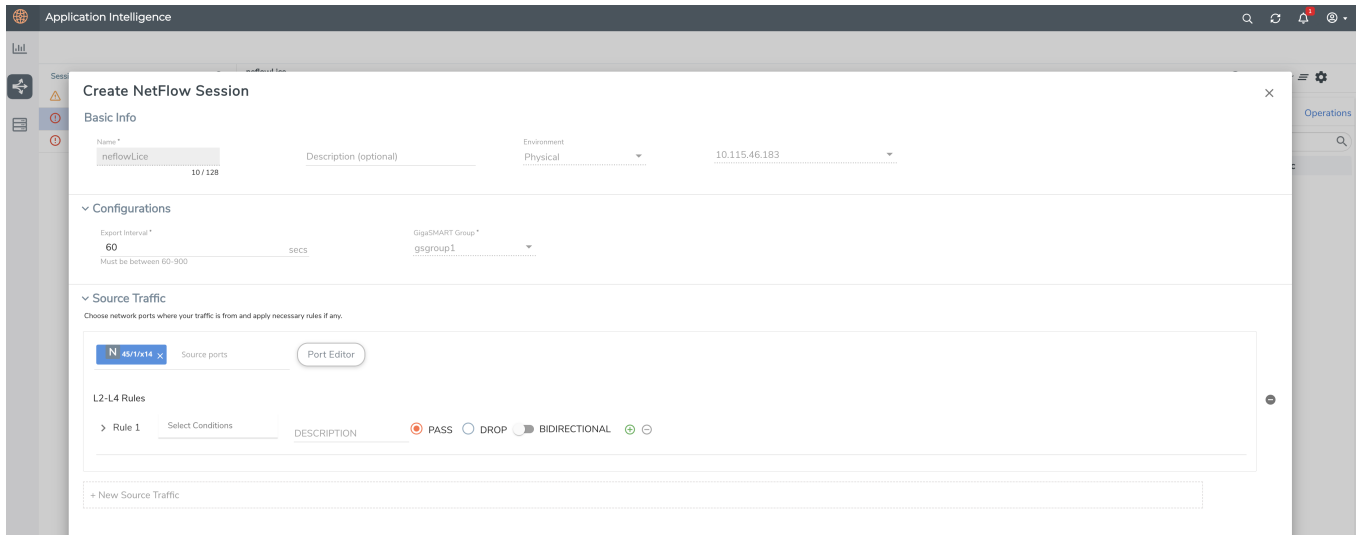 Application Intelligence
1
Create NetFlow Session
Operations
Basic Info
Name *
neflowLice
10 / 128
Description (optional)
Environment
Physical
10.115.46.183
Configurations
Export Interval *
60
secs
Must be between 60-900
GigaSMART Group *
gsgroup1
Source Traffic
Choose network ports where your traffic is from and apply necessary rules if any.
N 45/1/x14 x
Source ports
Port Editor
L2-L4 Rules
Rule 1
Select Conditions
DESCRIPTION
PASS
DROP
BIDIRECTIONAL
+ New Source Traffic